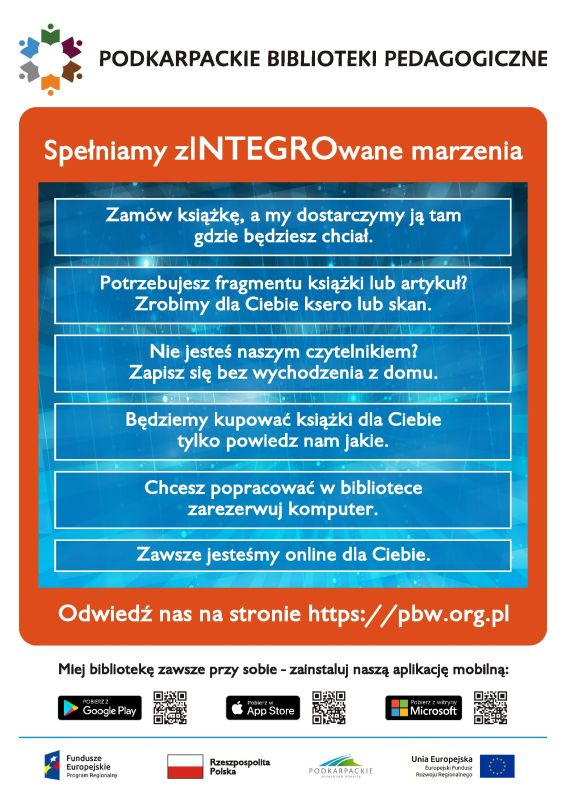 PODKARPACKIE BIBLIOTEKI PEDAGOGICZNE
Spełniamy zINTEGROwane marzenia
Zamów książkę, a my dostarczymy ją tam
gdzie będziesz chciał.
Potrzebujesz fragmentu książki lub artykuł?
Zrobimy dla Ciebie ksero lub skan.
Nie jesteś naszym czytelnikiem?
Zapisz się bez wychodzenia z domu.
Będziemy kupować książki dla Ciebie
tylko powiedz nam jakie.
Chcesz popracować w bibliotece
zarezerwuj komputer.
Zawsze jesteśmy online dla Ciebie.
Odwiedź nas na stronie https://pbw.org.pl
Miej bibliotekę zawsze przy sobie - zainstaluj naszą aplikację mobilną:
POBIERZ Z
Google Play
Pobierz w
App Store
Pobierz z witryny
Microsoft
Fundusze
Europejskie
Program Regionalny
Rzeczpospolita
Polska
PODKARPACKIE
przestrzeń otwarta
Unia Europejska
Europejski Fundusz
Rozwoju Regionalnego